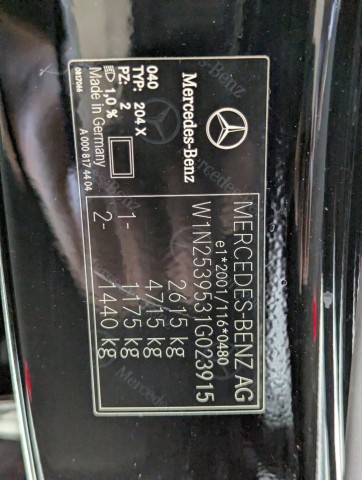 MERCEDES-BENZ AG
e1*2001/116*0480
W1N2539531G023915
2615 kg
4715 kg
1- 1175 kg
2- 1440 kg
Mercedes-Benz
040
TYP: 204 X
PZ: 2
1,0 %
Made in Germany
A 000 817 44 04